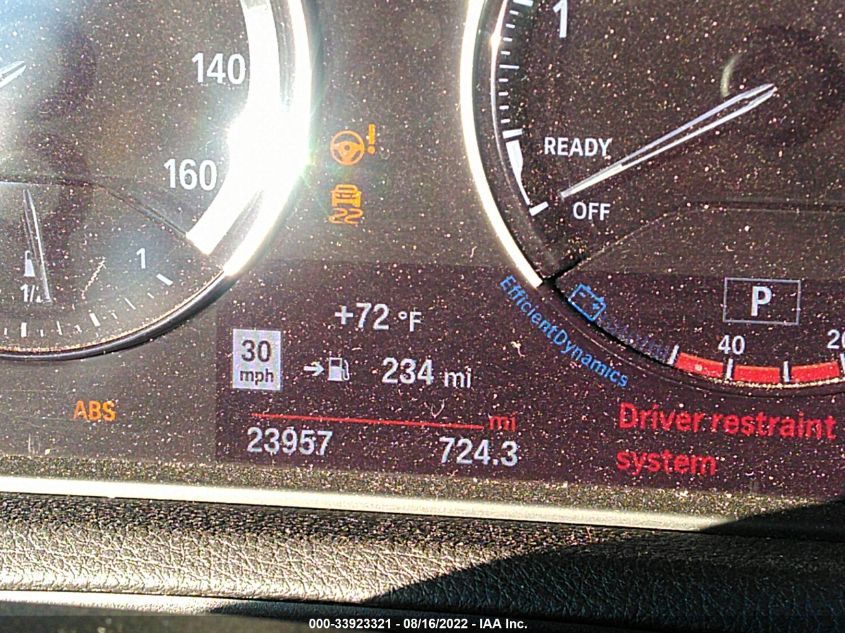 140
160
1
READY
OFF
1/2
1
+72 °F
EfficientDynamics
P
30
mph
234 mi
40
20
ABS
mi
Driver restraint
system
23957
724.3
000-33923321 - 08/16/2022 - IAA Inc.